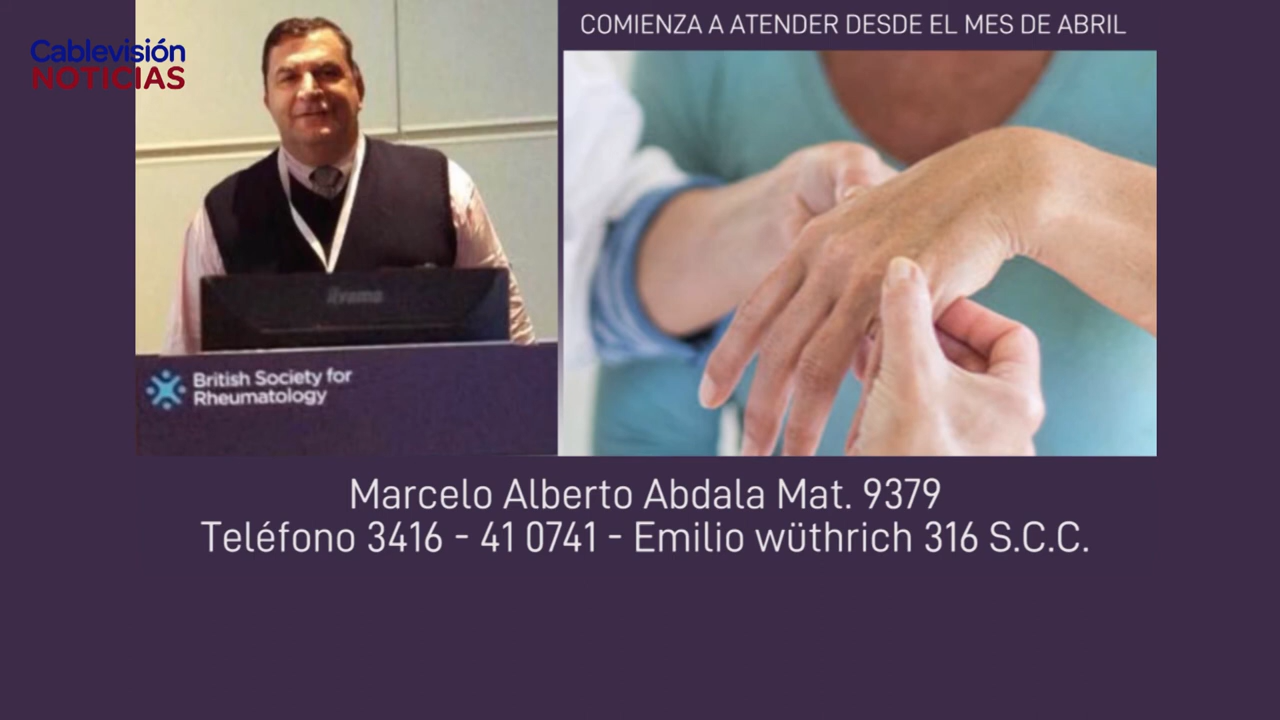 Cablevisión
NOTICIAS
COMIENZA A ATENDER DESDE EL MES DE ABRIL
iiyama
British Society for
Rheumatology
Marcelo Alberto Abdala Mat. 9379
Teléfono 3416 - 41 0741 - Emilio wüthrich 316 S.C.C.